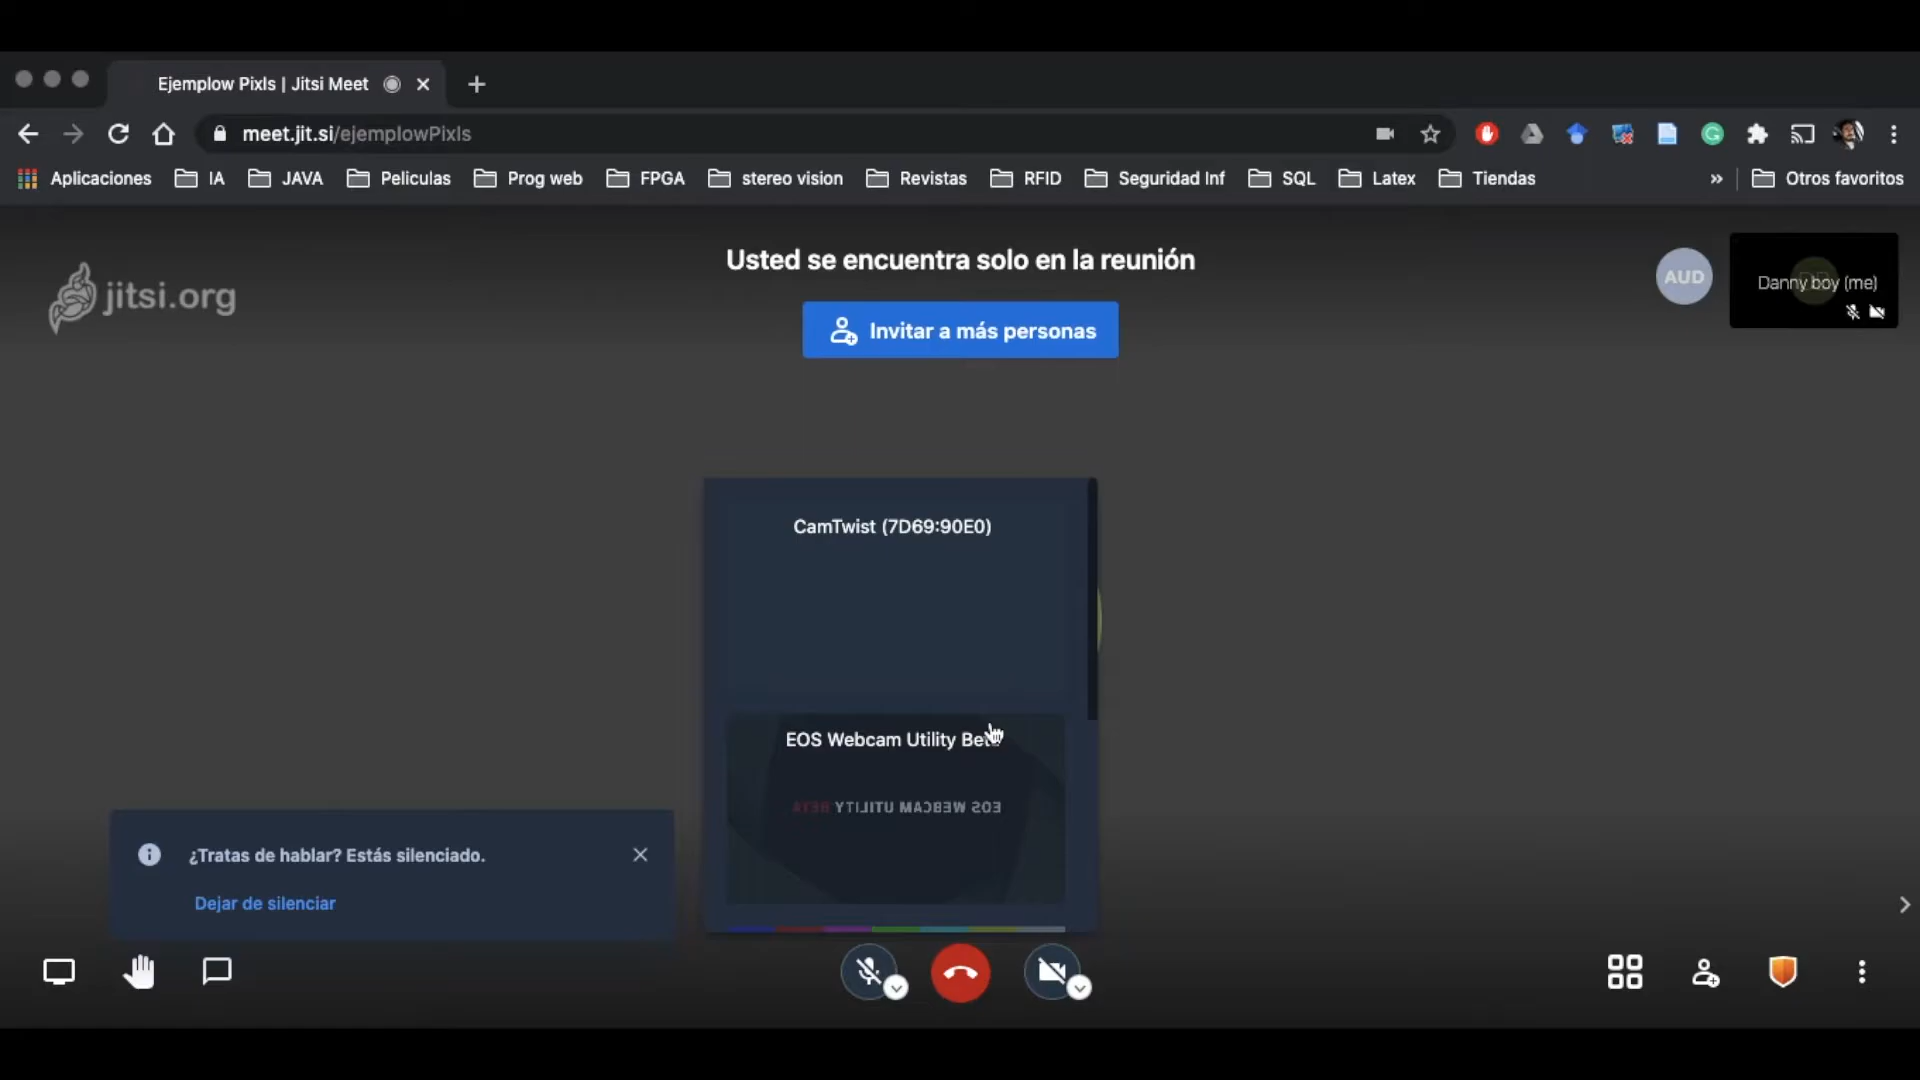 Ejemplow Pixls | Jitsi Meet
meet.jit.si/ejemplowPixls
Aplicaciones IA JAVA Peliculas Prog web FPGA stereo vision Revistas RFID Seguridad Inf SQL Latex Tiendas » Otros favoritos
Usted se encuentra solo en la reunión
jitsi.org
AUD
Danny boy (me)
Invitar a más personas
CamTwist (7D69:90E0)
EOS Webcam Utility Beta
EOS WEBCAM UTILITY BETA
¿Tratas de hablar? Estás silenciado.
Dejar de silenciar